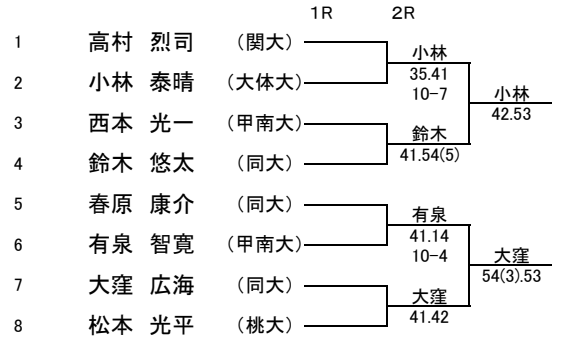 1R 2R
1 高村 烈司 (関大)
小林
2 小林 泰晴 (大体大) 35.41
10-7 小林
42.53
3 西本 光一 (甲南大)
鈴木
4 鈴木 悠太 (同大) 41.54(5)
5 春原 康介 (同大)
有泉
6 有泉 智寛 (甲南大) 41.14
10-4 大窪
54(3).53
7 大窪 広海 (同大)
大窪
8 松本 光平 (桃大) 41.42